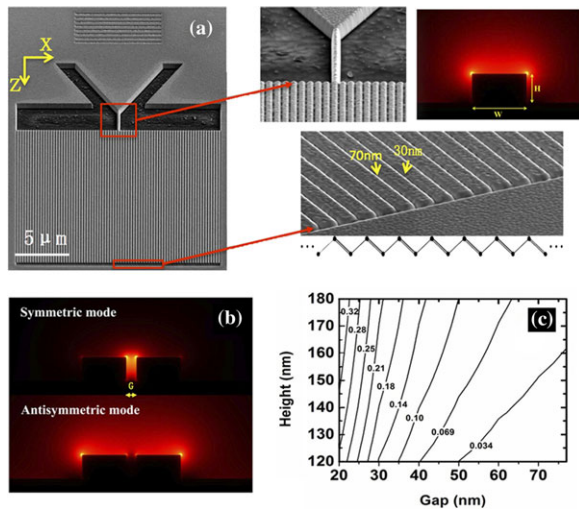 (a)
X
Z
5 μm
W
H
70nm
30nm
... ...
(b)
Symmetric mode
G
Antisymmetric mode
(c)
180
170
160
150
140
130
120
Height (nm)
0.32
0.28
0.25
0.21
0.18
0.14
0.10
0.069
0.034
20 30 40 50 60 70
Gap (nm)